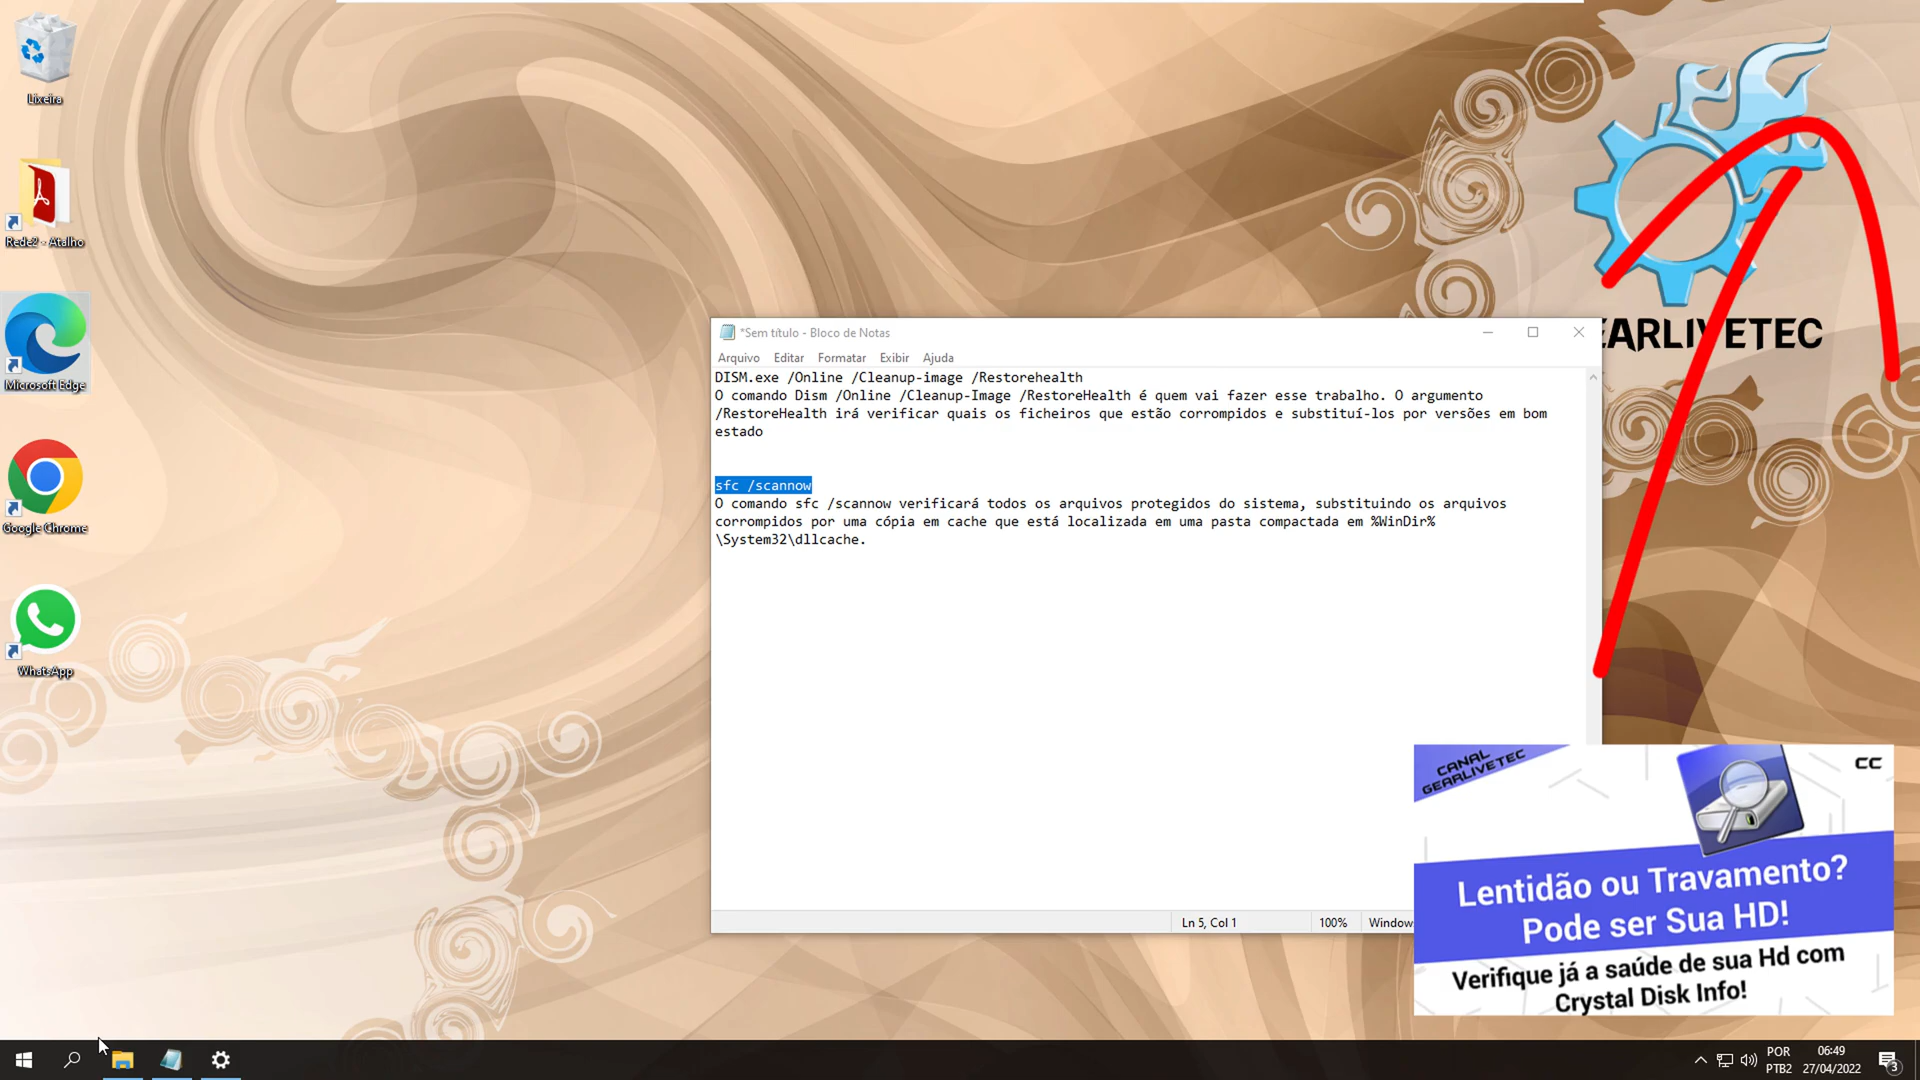 Lixeira
Rede2 - Atalho
Microsoft Edge
Google Chrome
WhatsApp
EARLIVETEC
*Sem título - Bloco de Notas
Arquivo Editar Formatar Exibir Ajuda
DISM.exe /Online /Cleanup-image /Restorehealth
O comando Dism /Online /Cleanup-Image /RestoreHealth é quem vai fazer esse trabalho. O argumento
/RestoreHealth irá verificar quais os ficheiros que estão corrompidos e substituí-los por versões em bom
estado
sfc /scannow
O comando sfc /scannow verificará todos os arquivos protegidos do sistema, substituindo os arquivos
corrompidos por uma cópia em cache que está localizada em uma pasta compactada em %WinDir%
\System32\dllcache.
Ln 5, Col 1 100% Window
CANAL
GEARLIVETEC
CC
Lentidão ou Travamento?
Pode ser Sua HD!
Verifique já a saúde de sua Hd com
Crystal Disk Info!
POR
PTB2
06:49
27/04/2022
3